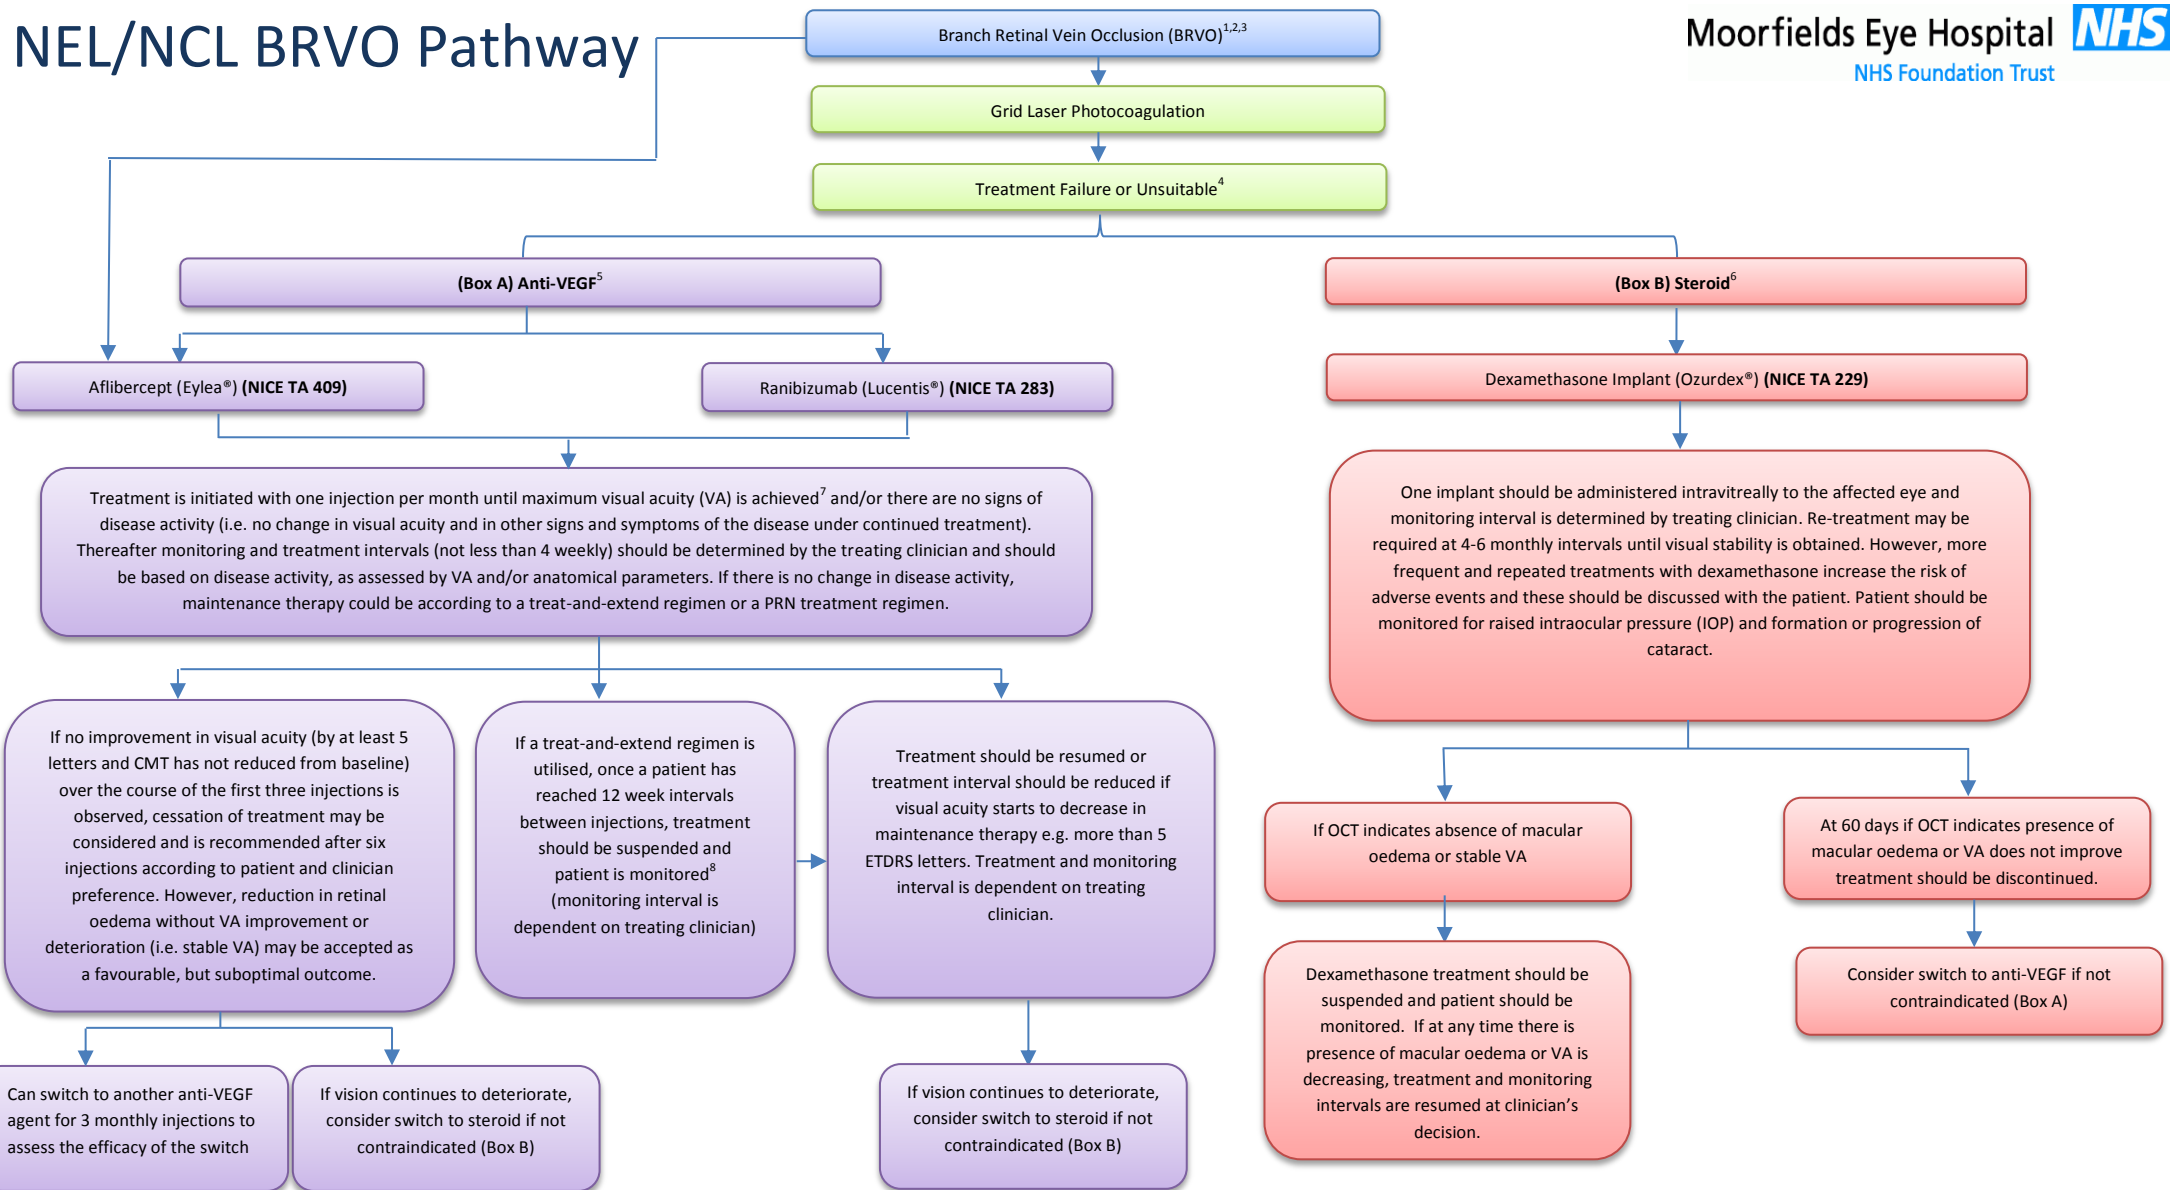 NEL/NCL BRVO Pathway
Moorfields Eye Hospital NHS
NHS Foundation Trust
Branch Retinal Vein Occlusion (BRVO)1,2,3
Grid Laser Photocoagulation
Treatment Failure or Unsuitable4
(Box A) Anti-VEGF5
(Box B) Steroid6
Aflibercept (Eylea®) (NICE TA 409)
Ranibizumab (Lucentis®) (NICE TA 283)
Dexamethasone Implant (Ozurdex®) (NICE TA 229)
Treatment is initiated with one injection per month until maximum visual acuity (VA) is achieved7 and/or there are no signs of
disease activity (i.e. no change in visual acuity and in other signs and symptoms of the disease under continued treatment).
Thereafter monitoring and treatment intervals (not less than 4 weekly) should be determined by the treating clinician and should
be based on disease activity, as assessed by VA and/or anatomical parameters. If there is no change in disease activity,
maintenance therapy could be according to a treat-and-extend regimen or a PRN treatment regimen.
One implant should be administered intravitreally to the affected eye and
monitoring interval is determined by treating clinician. Re-treatment may be
required at 4-6 monthly intervals until visual stability is obtained. However, more
frequent and repeated treatments with dexamethasone increase the risk of
adverse events and these should be discussed with the patient. Patient should be
monitored for raised intraocular pressure (IOP) and formation or progression of
cataract.
If no improvement in visual acuity (by at least 5
letters and CMT has not reduced from baseline)
over the course of the first three injections is
observed, cessation of treatment may be
considered and is recommended after six
injections according to patient and clinician
preference. However, reduction in retinal
oedema without VA improvement or
deterioration (i.e. stable VA) may be accepted as
a favourable, but suboptimal outcome.
If a treat-and-extend regimen is
utilised, once a patient has
reached 12 week intervals
between injections, treatment
should be suspended and
patient is monitored8
(monitoring interval is
dependent on treating clinician)
Treatment should be resumed or
treatment interval should be reduced if
visual acuity starts to decrease in
maintenance therapy e.g. more than 5
ETDRS letters. Treatment and monitoring
interval is dependent on treating
clinician.
If OCT indicates absence of macular
oedema or stable VA
At 60 days if OCT indicates presence of
macular oedema or VA does not improve
treatment should be discontinued.
Dexamethasone treatment should be
suspended and patient should be
monitored. If at any time there is
presence of macular oedema or VA is
decreasing, treatment and monitoring
intervals are resumed at clinician's
decision.
Consider switch to anti-VEGF if not
contraindicated (Box A)
Can switch to another anti-VEGF
agent for 3 monthly injections to
assess the efficacy of the switch
If vision continues to deteriorate,
consider switch to steroid if not
contraindicated (Box B)
If vision continues to deteriorate,
consider switch to steroid if not
contraindicated (Box B)